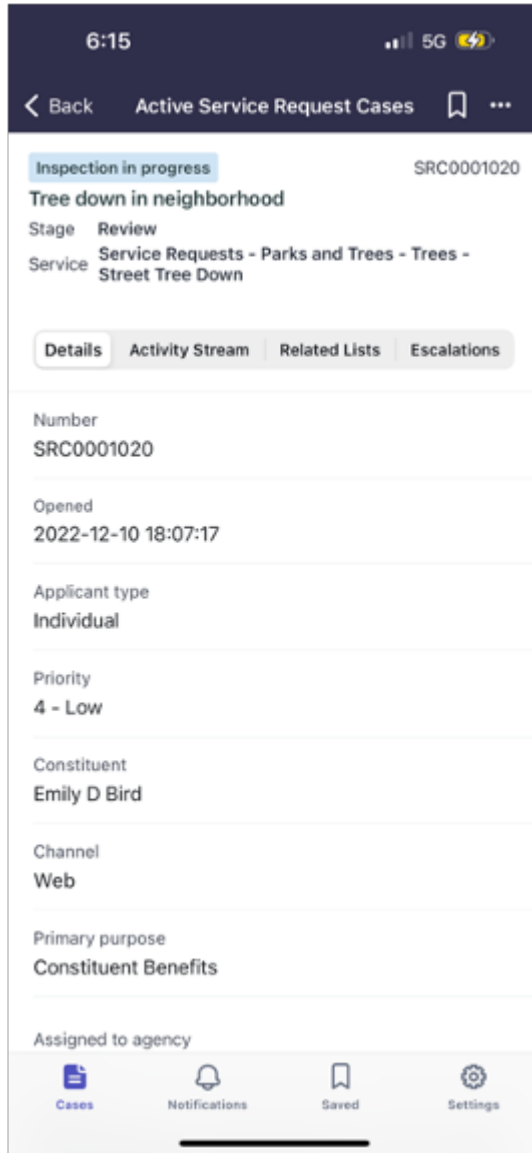 6:15 5G
Back Active Service Request Cases
Inspection in progress SRC0001020
Tree down in neighborhood
Stage Review
Service Service Requests - Parks and Trees - Trees -
Street Tree Down
Details Activity Stream Related Lists Escalations
Number
SRC0001020
Opened
2022-12-10 18:07:17
Applicant type
Individual
Priority
4 - Low
Constituent
Emily D Bird
Channel
Web
Primary purpose
Constituent Benefits
Assigned to agency
Cases Notifications Saved Settings